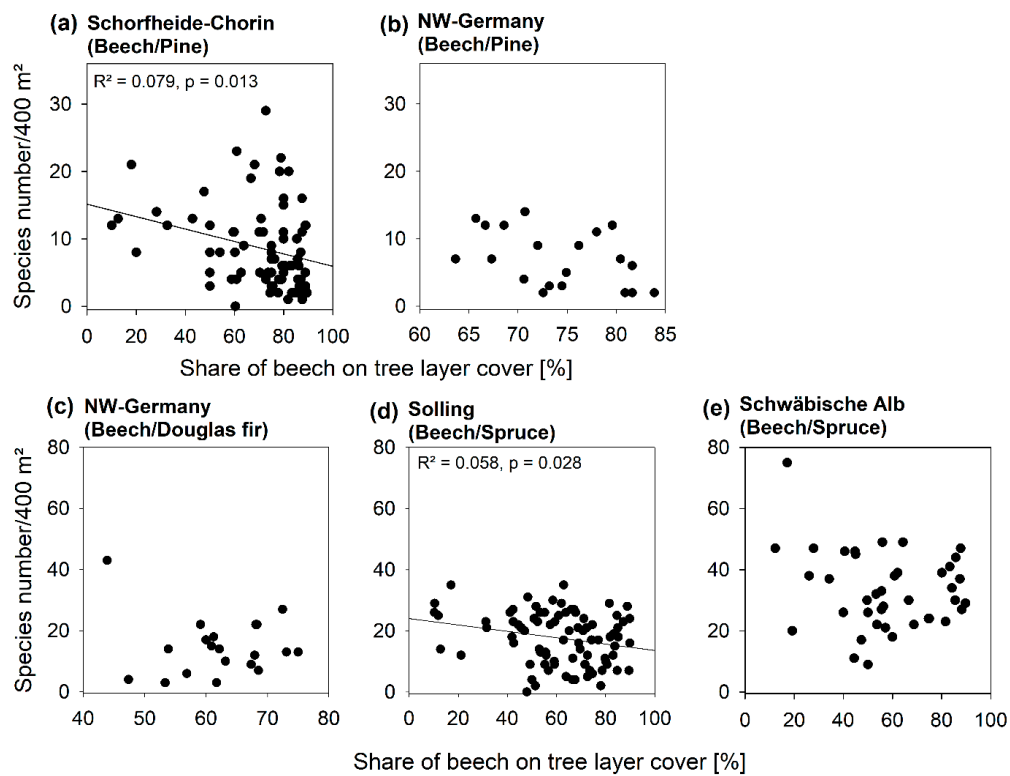 (a) Schorfheide-Chorin
(Beech/Pine)
(b) NW-Germany
(Beech/Pine)
R² = 0.079, p = 0.013
Species number/400 m²
30
20
10
0
0 20 40 60 80 100
30
20
10
0
60 65 70 75 80 85
Share of beech on tree layer cover [%]
(c) NW-Germany
(Beech/Douglas fir)
(d) Solling
(Beech/Spruce)
(e) Schwäbische Alb
(Beech/Spruce)
Species number/400 m²
80
60
40
20
0
40 50 60 70 80
R² = 0.058, p = 0.028
80
60
40
20
0
0 20 40 60 80 100
80
60
40
20
0
0 20 40 60 80 100
Share of beech on tree layer cover [%]